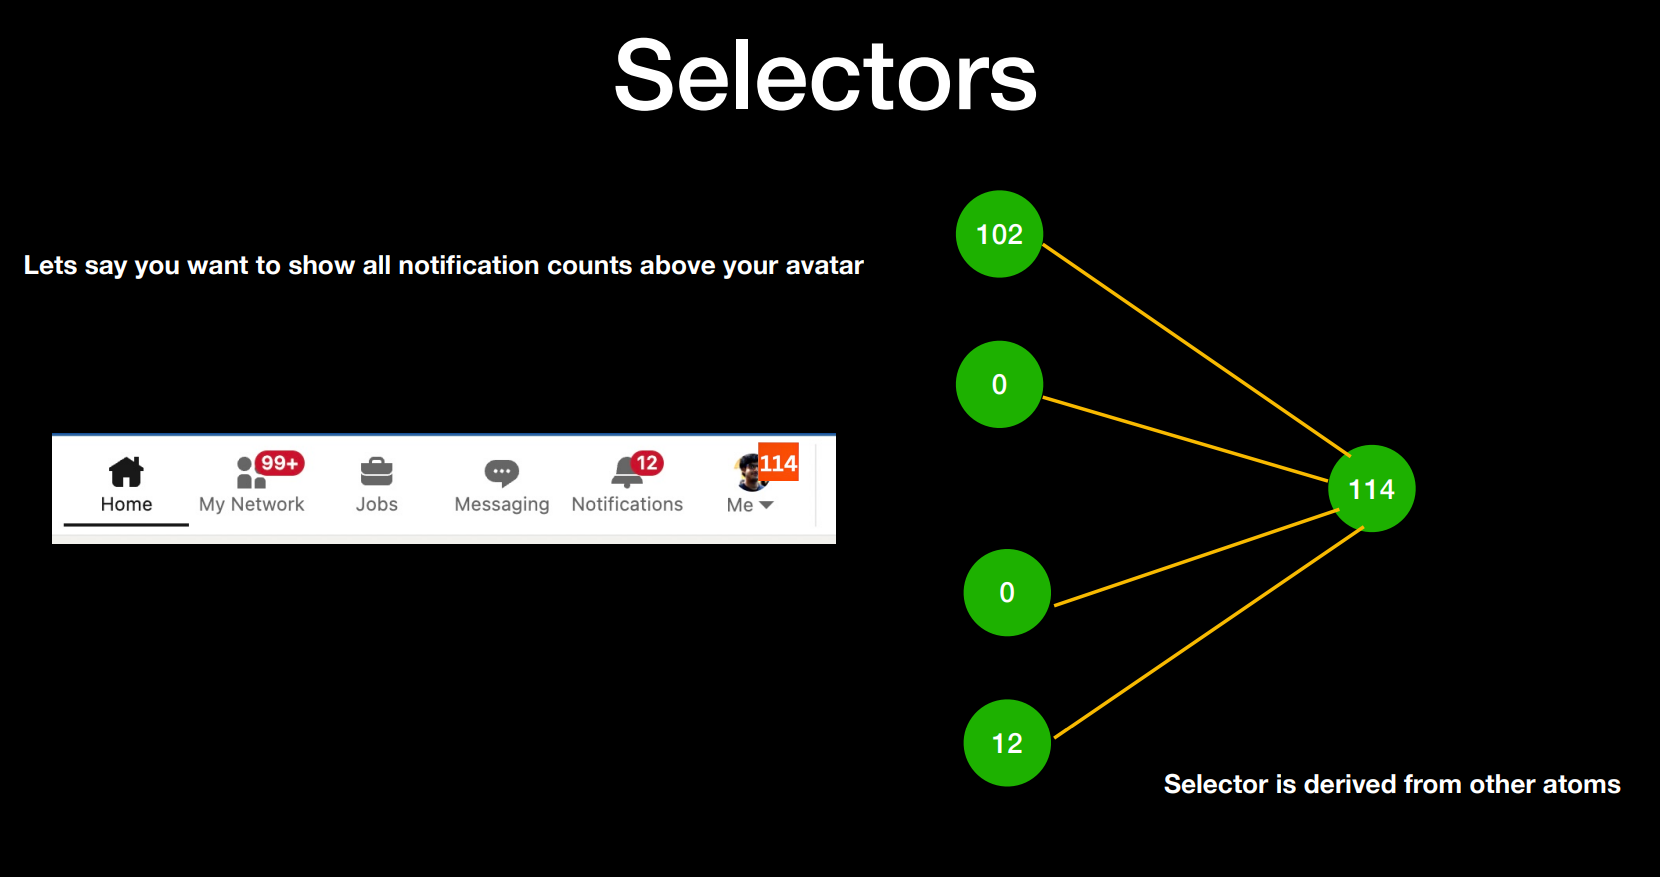 Selectors
Lets say you want to show all notification counts above your avatar
99+
12
114
Home
My Network
Jobs
Messaging
Notifications
Me
102
0
114
0
12
Selector is derived from other atoms